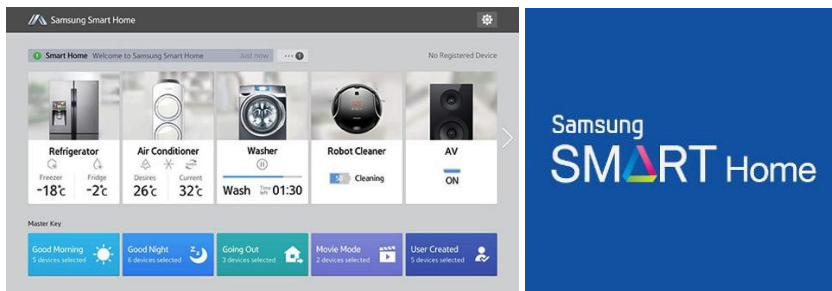 Samsung Smart Home
Smart Home Welcome to Samsung Smart Home Just now
No Registered Device
Refrigerator
Freezer Fridge
-18℃ -2℃
Air Conditioner
Desires Current
26℃ 32℃
Washer
Wash Time left 01:30
Robot Cleaner
Cleaning
AV
ON
Master Key
Good Morning
5 devices selected
Good Night
6 devices selected
Going Out
3 devices selected
Movie Mode
2 devices selected
User Created
5 devices selected
Samsung
SMART Home